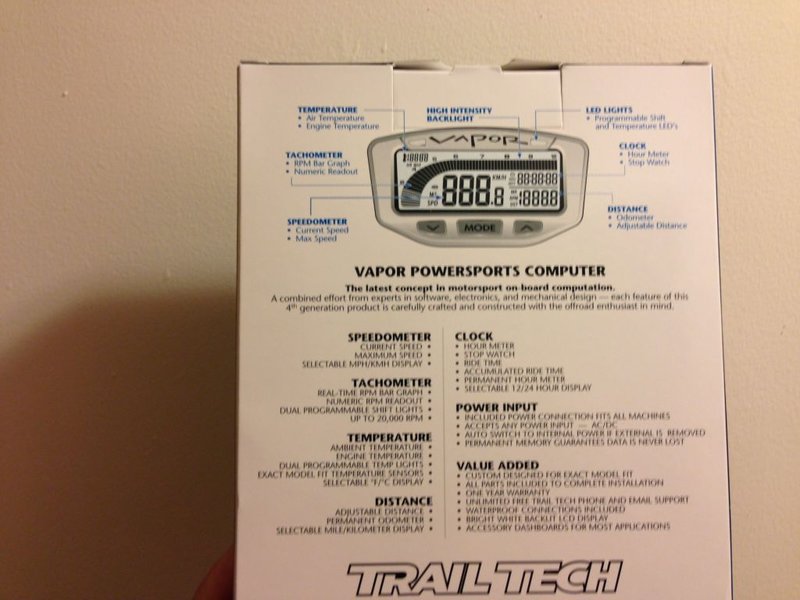 TEMPERATURE
• Air Temperature
• Engine Temperature
HIGH INTENSITY
BACKLIGHT
LED LIGHTS
• Programmable Shift
and Temperature LED's
TACHOMETER
• RPM Bar Graph
• Numeric Readout
CLOCK
• Hour Meter
• Stop Watch
SPEEDOMETER
• Current Speed
• Max Speed
DISTANCE
• Odometer
• Adjustable Distance
VAPOR
6 7 8 9
888.8
KM/H
SPD
18888
MODE
VAPOR POWERSPORTS COMPUTER
The latest concept in motorsport on-board computation.
A combined effort from experts in software, electronics, and mechanical design — each feature of this
4th generation product is carefully crafted and constructed with the offroad enthusiast in mind.
SPEEDOMETER
CURRENT SPEED •
MAXIMUM SPEED •
SELECTABLE MPH/KMH DISPLAY •
TACHOMETER
REAL-TIME RPM BAR GRAPH •
NUMERIC RPM READOUT •
DUAL PROGRAMMABLE SHIFT LIGHTS •
UP TO 20,000 RPM •
TEMPERATURE
AMBIENT TEMPERATURE •
ENGINE TEMPERATURE •
DUAL PROGRAMMABLE TEMP LIGHTS •
EXACT MODEL FIT TEMPERATURE SENSORS •
SELECTABLE °F/°C DISPLAY •
DISTANCE
ADJUSTABLE DISTANCE •
PERMANENT ODOMETER •
SELECTABLE MILE/KILOMETER DISPLAY •
CLOCK
• HOUR METER
• STOP WATCH
• RIDE TIME
• ACCUMULATED RIDE TIME
• PERMANENT HOUR METER
• SELECTABLE 12/24 HOUR DISPLAY
POWER INPUT
• INCLUDED POWER CONNECTION FITS ALL MACHINES
• ACCEPTS ANY POWER INPUT — AC/DC
• AUTO SWITCH TO INTERNAL POWER IF EXTERNAL IS REMOVED
• PERMANENT MEMORY GUARANTEES DATA IS NEVER LOST
VALUE ADDED
• CUSTOM DESIGNED FOR EXACT MODEL FIT
• ALL PARTS INCLUDED TO COMPLETE INSTALLATION
• ONE YEAR WARRANTY
• UNLIMITED FREE TRAIL TECH PHONE AND EMAIL SUPPORT
• WATERPROOF CONNECTIONS INCLUDED
• BRIGHT WHITE BACKLIT LCD DISPLAY
• ACCESSORY DASHBOARDS FOR MOST APPLICATIONS
TRAIL TECH